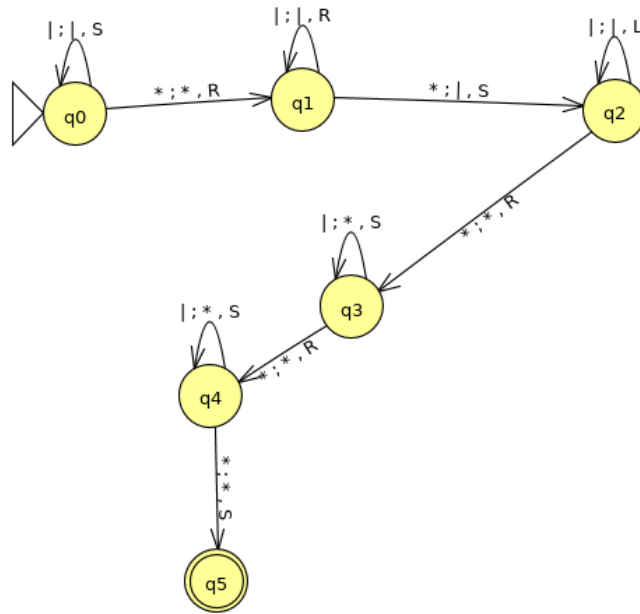 |;|,S
|;|,R
|;|,L
q0
*;*,R
q1
*;|,S
q2
*;*,R
|;*,S
q3
*;*,R
|;*,S
q4
*;*,S
q5